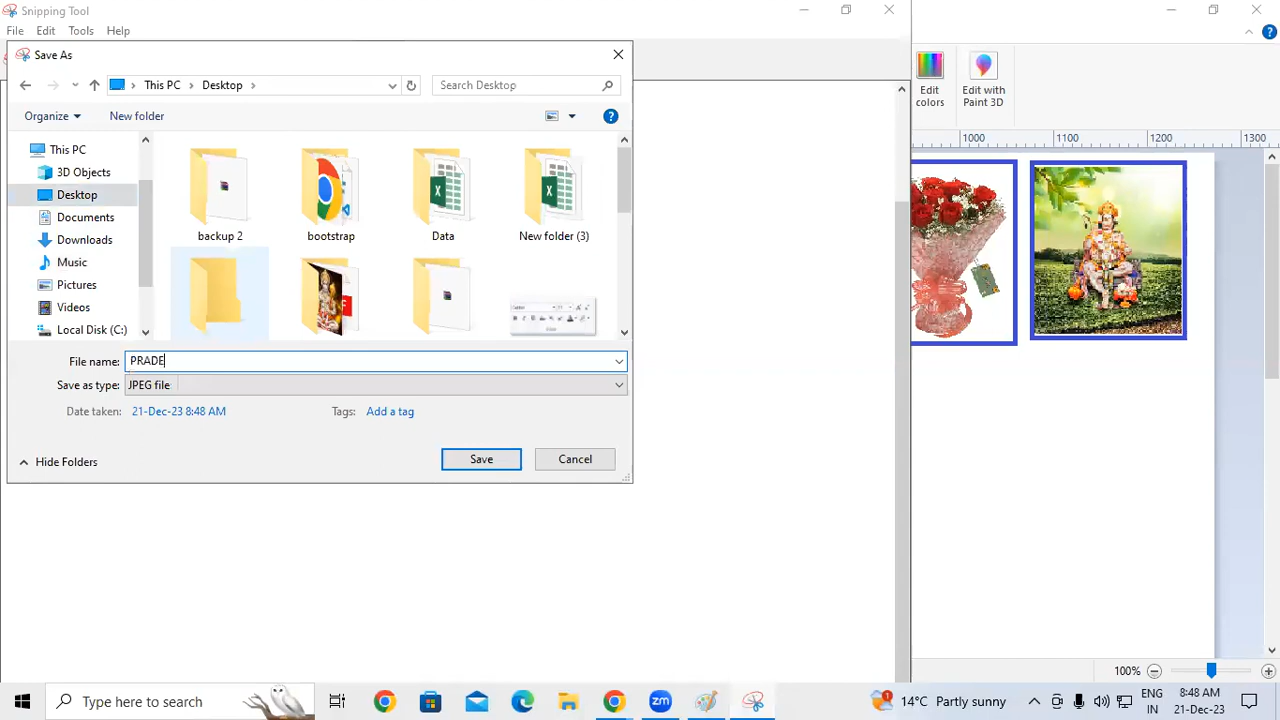 Snipping Tool
File Edit Tools Help
Save As
This PC Desktop Search Desktop
Organize New folder
This PC
3D Objects
Desktop
Documents
Downloads
Music
Pictures
Videos
Local Disk (C:)
backup 2 bootstrap Data New folder (3)
File name: PRADE
Save as type: JPEG file
Date taken: 21-Dec-23 8:48 AM Tags: Add a tag
Hide Folders Save Cancel
Edit colors
Edit with Paint 3D
1000 1100 1200 1300
100%
Type here to search
14°C Partly sunny
ENG
IN
8:48 AM
21-Dec-23